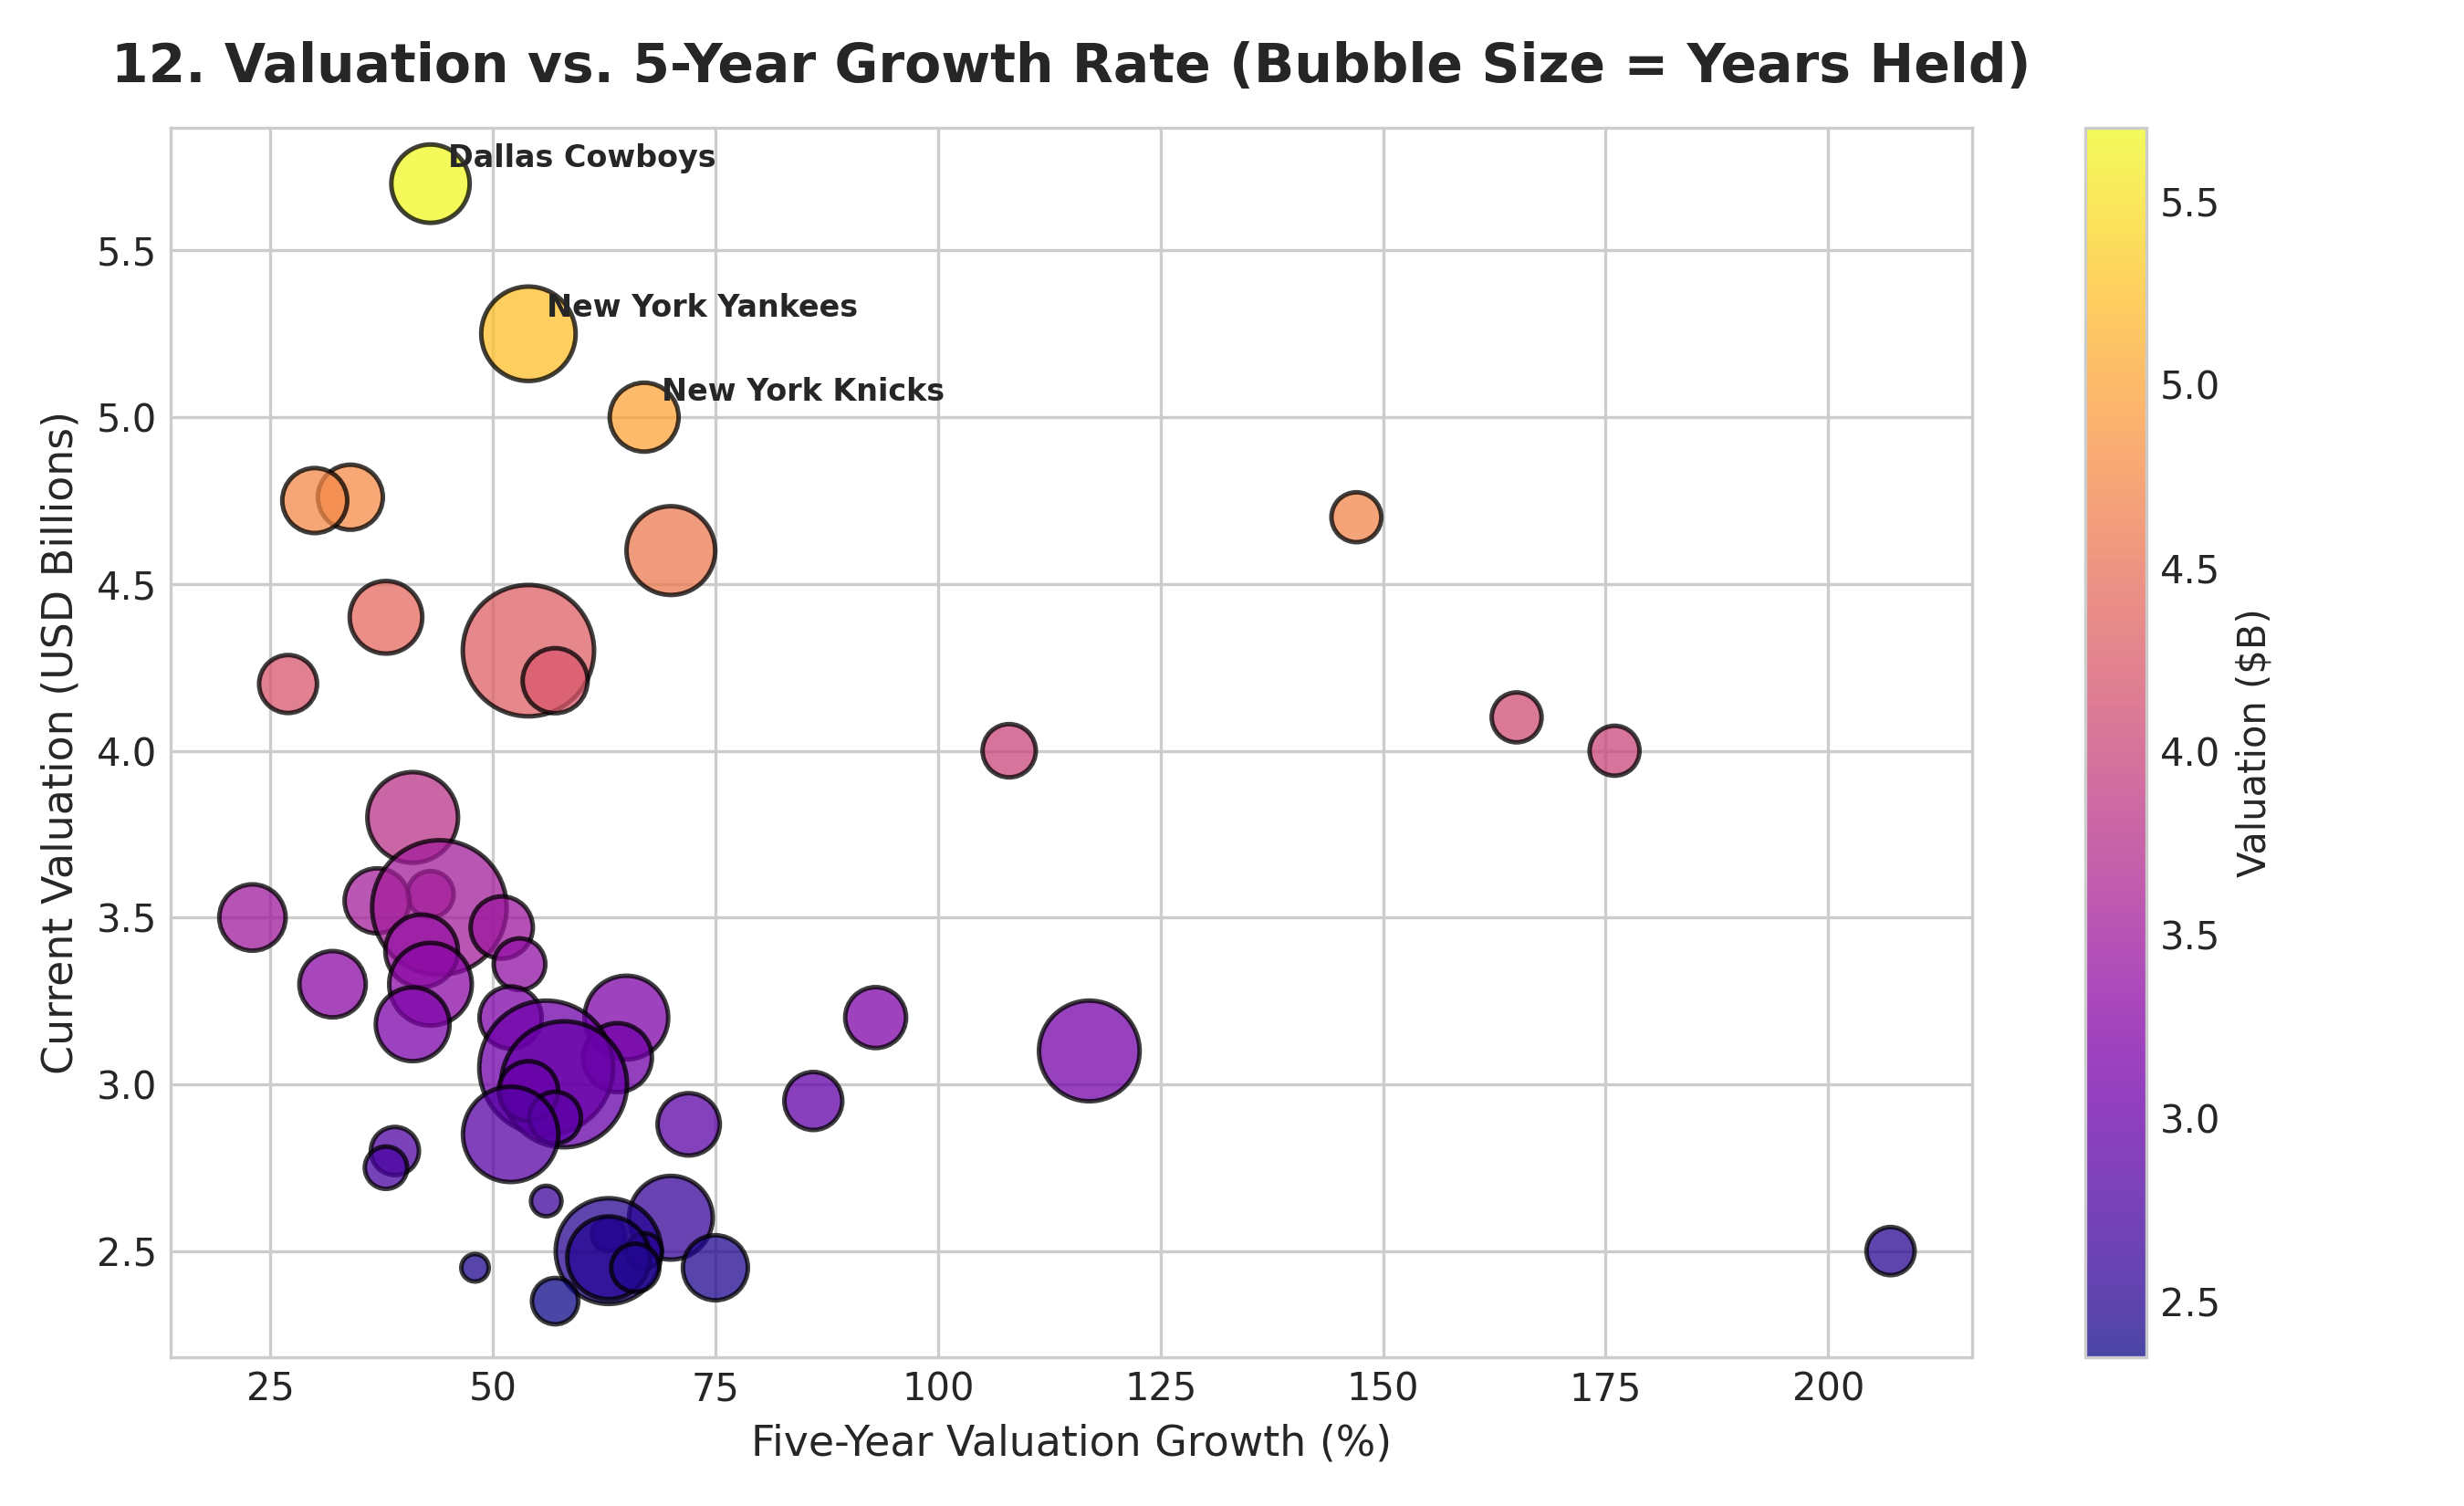 12. Valuation vs. 5-Year Growth Rate (Bubble Size = Years Held)
Dallas Cowboys
New York Yankees
New York Knicks
Current Valuation (USD Billions)
5.5
5.0
4.5
4.0
3.5
3.0
2.5
25 50 75 100 125 150 175 200
Five-Year Valuation Growth (%)
5.5
5.0
4.5
4.0
3.5
3.0
2.5
Valuation ($B)